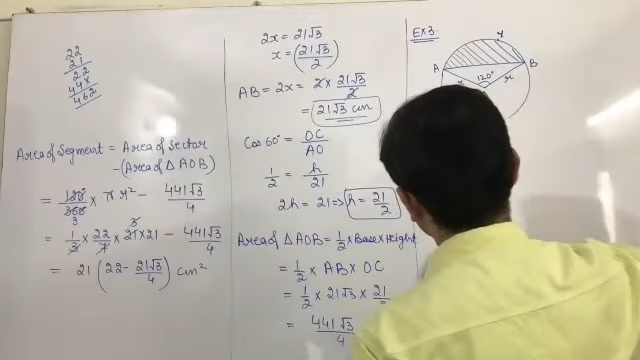 22
21
22
44x
462
Area of Segment = Area of Sector
- (Area of △AOB)
= 120°/360° × π r² - 441√3/4
3
= 1/3 × 22/7 × 21 × 21 - 441√3/4
3
= 21 (22 - 21√3/4) cm²
2x = 21√3
x = (21√3/2)
AB = 2x = 2 × 21√3/2
= 21√3 cm
Cos 60° = OC/AO
1/2 = h/21
2h = 21 ⇒ h = 21/2
Area of △AOB = 1/2 × Base × Height
= 1/2 × AB × OC
= 1/2 × 21√3 × 21/2
= 441√3/4
EX 3.
Y
A
B
120°
r